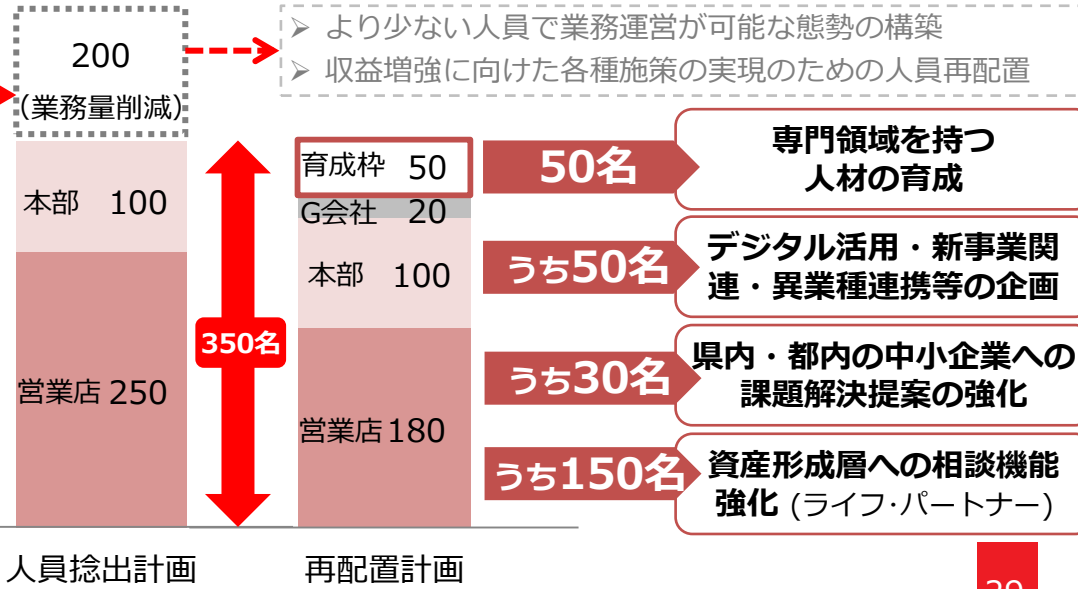 200
(業務量削減)
➢ より少ない人員で業務運営が可能な態勢の構築
➢ 収益増強に向けた各種施策の実現のための人員再配置
本部 100
営業店 250
350名
育成枠 50
G会社 20
本部 100
営業店 180
50名
専門領域を持つ
人材の育成
うち50名
デジタル活用・新事業関
連・異業種連携等の企画
うち30名
県内・都内の中小企業への
課題解決提案の強化
うち150名
資産形成層への相談機能
強化 (ライフ・パートナー)
人員捻出計画
再配置計画